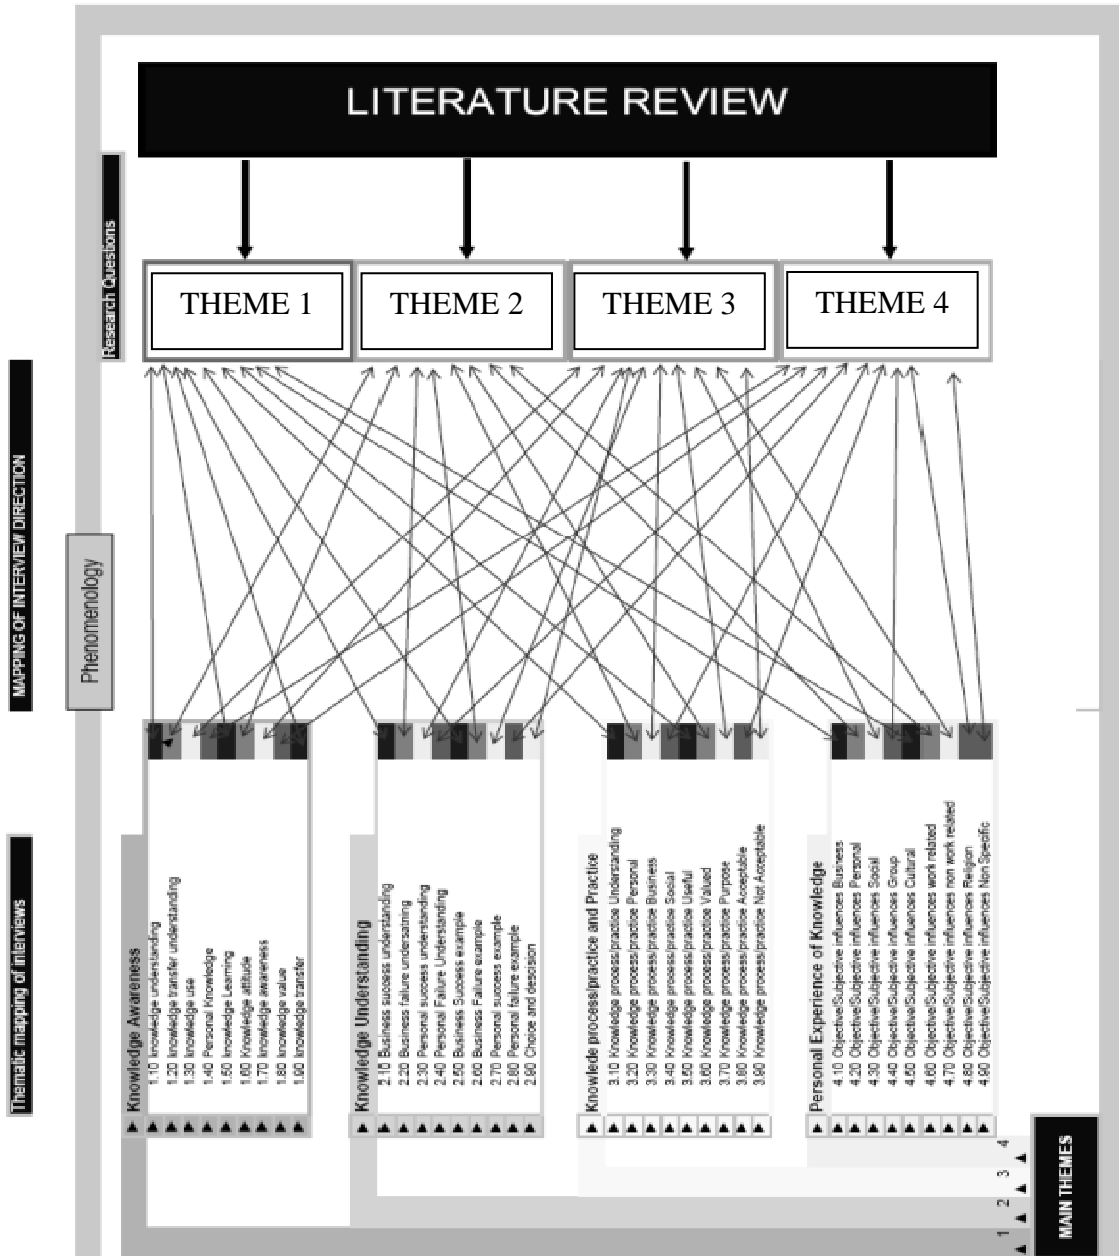 LITERATURE REVIEW
Research Questions
THEME 1
THEME 2
THEME 3
THEME 4
MAPPING OF INTERVIEW DIRECTION
Phenomenology
Thematic mapping of interviews
Knowledge Awareness
1.10 knowledge understanding
1.20 knowledge transfer understanding
1.30 knowledge use
1.40 Personal Knowledge
1.50 knowledge Learning
1.60 Knowledge attitude
1.70 knowledge awareness
1.80 knowledge value
1.90 knowledge transfer
Knowledge Understanding
2.10 Business success understanding
2.20 Business failure undersating
2.30 Personal success understanding
2.40 Personal Failure Understanding
2.50 Business Success example
2.60 Business Failure example
2.70 Personal success example
2.80 Personal failure example
2.90 Choice and decision
Knowlede process/practice and Practice
3.10 Knowledge process/practice Understanding
3.20 Knowledge process/practice Personal
3.30 Knowledge process/practice Business
3.40 Knowledge process/practice Social
3.50 Knowledge process/practice Useful
3.60 Knowledge process/practice Valued
3.70 Knowledge process/practice Purpose
3.80 Knowledge process/practice Acceptable
3.90 Knowledge process/practice Not Acceptable
Personal Experience of Knowledge
4.10 Objective/Subjective influences Business
4.20 Objective/Subjective influences Personal
4.30 Objective/Subjective influences Social
4.40 Objective/Subjective influences Group
4.50 Objective/Subjective influences Cultural
4.60 Objective/Subjective influences work related
4.70 Objective/Subjective influences non work related
4.80 Objective/Subjective influences Religion
4.90 Objective/Subjective influences Non Specific
1
2
3
4
MAIN THEMES